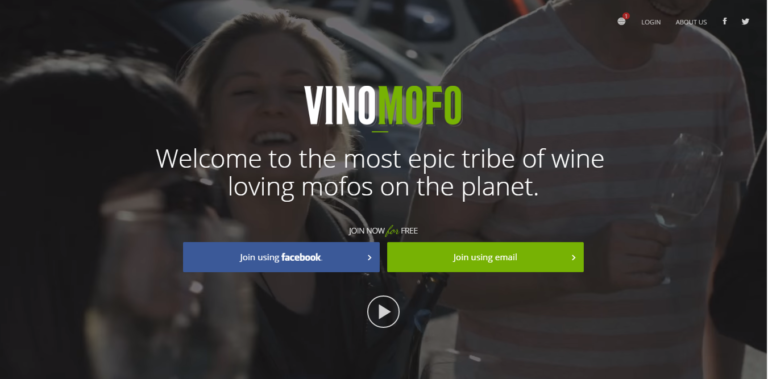 LOGIN
ABOUT US
VINOMOFO
Welcome to the most epic tribe of wine
loving mofos on the planet.
JOIN NOW for FREE
Join using facebook
Join using email